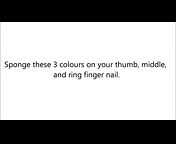 Sponge these 3 colours on your thumb, middle,
and ring finger nail.